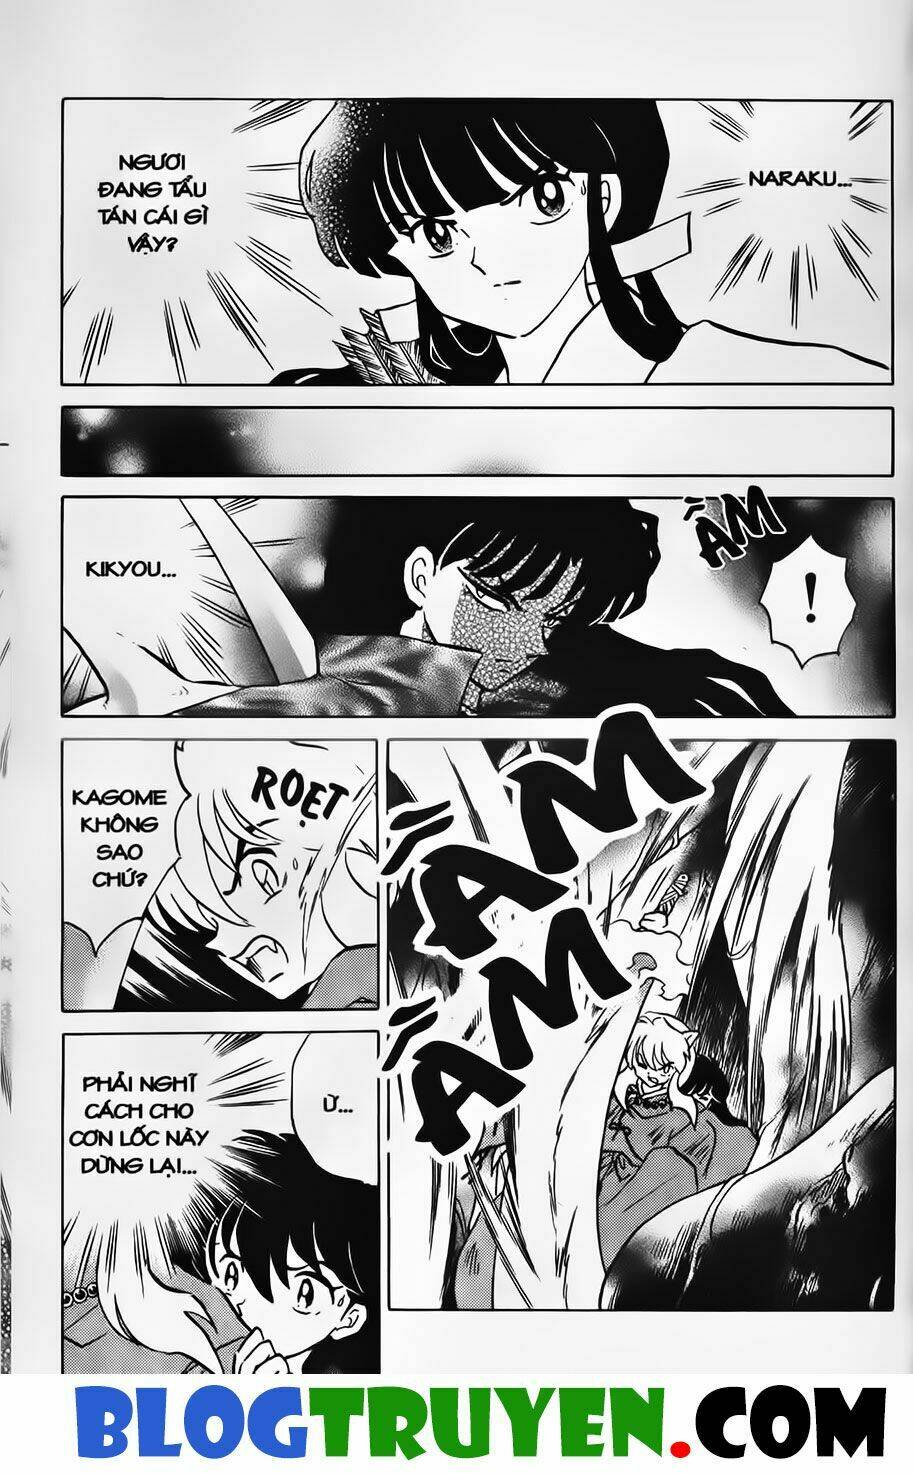 NARAKU...
NGƯƠI
ĐANG TẨU
TÁN CÁI GÌ
VẬY?
ẦM
!
KIKYOU...
ẦM
ẦM
ROẸT
KAGOME
KHÔNG
SAO
CHỨ?
Ừ...
PHẢI NGHĨ
CÁCH CHO
CƠN LỐC NÀY
DỪNG LẠI...
BLOGTRUYEN.COM